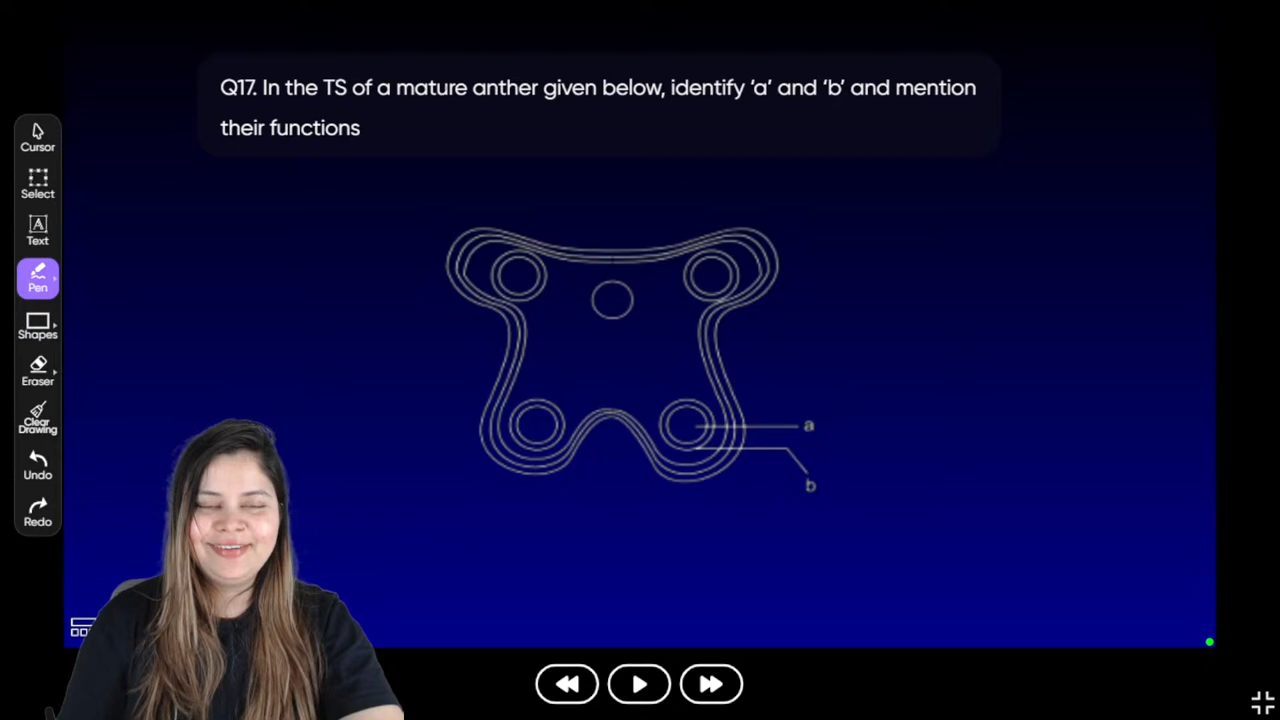 Q17. In the TS of a mature anther given below, identify ‘a’ and ‘b’ and mention
their functions
Cursor
Select
Text
Pen
Shapes
Eraser
Clear
Drawing
Undo
Redo
a
b